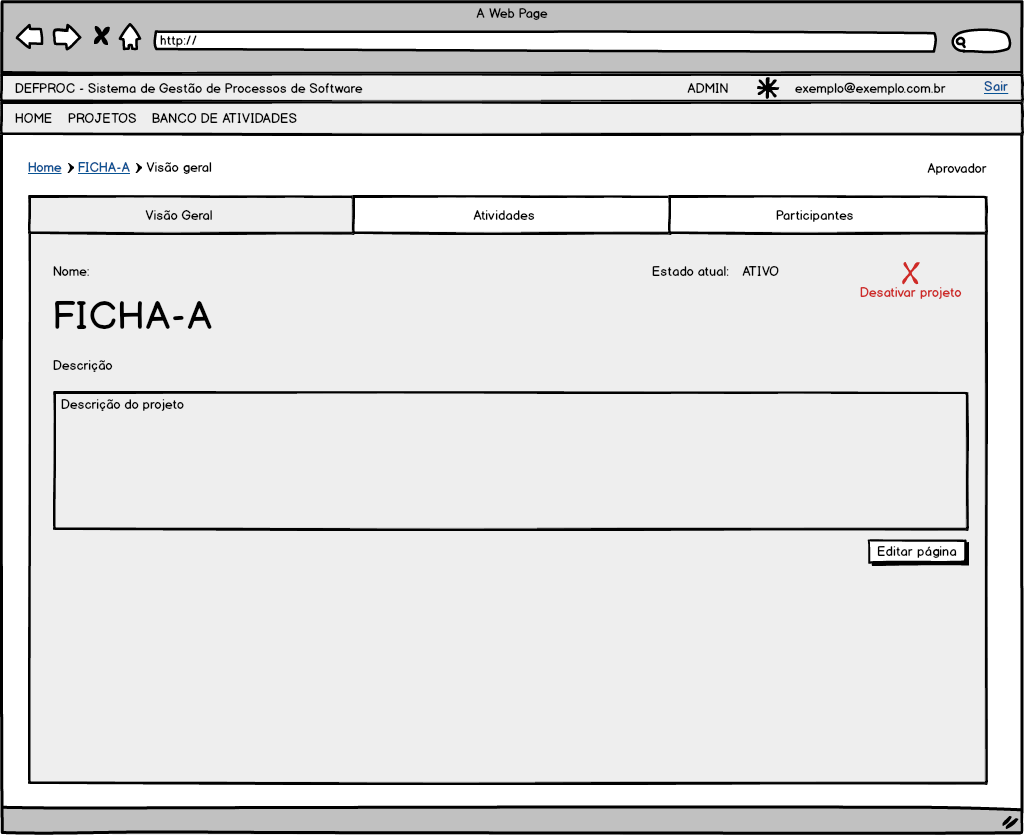 A Web Page
http://
DEFPROC - Sistema de Gestão de Processos de Software ADMIN exemplo@exemplo.com.br Sair
HOME PROJETOS BANCO DE ATIVIDADES
Home FICHA-A Visão geral Aprovador
Visão Geral Atividades Participantes
Nome: Estado atual: ATIVO
Desativar projeto
FICHA-A
Descrição
Descrição do projeto
Editar página